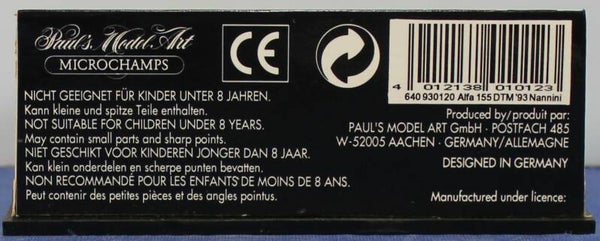 Paul's Model Art
MICROCHAMPS
NICHT GEEIGNET FÜR KINDER UNTER 8 JAHREN.
Kann kleine und spitze Teile enthalten.
NOT SUITABLE FOR CHILDREN UNDER 8 YEARS.
May contain small parts and sharp points.
NIET GESCHIKT VOOR KINDEREN JONGER DAN 8 JAAR.
Kan kleine onderdelen en scherpe punten bevatten.
NON RECOMMANDÉ POUR LES ENFANTS DE MOINS DE 8 ANS.
Peut contenir des petites pièces et des angles pointus.
CE
4 012138 010123
640 930120 Alfa 155 DTM '93 Nannini
Produced by/produit par:
PAUL'S MODEL ART GmbH · POSTFACH 485
W-52005 AACHEN · GERMANY/ALLEMAGNE
DESIGNED IN GERMANY
Manufactured under licence: